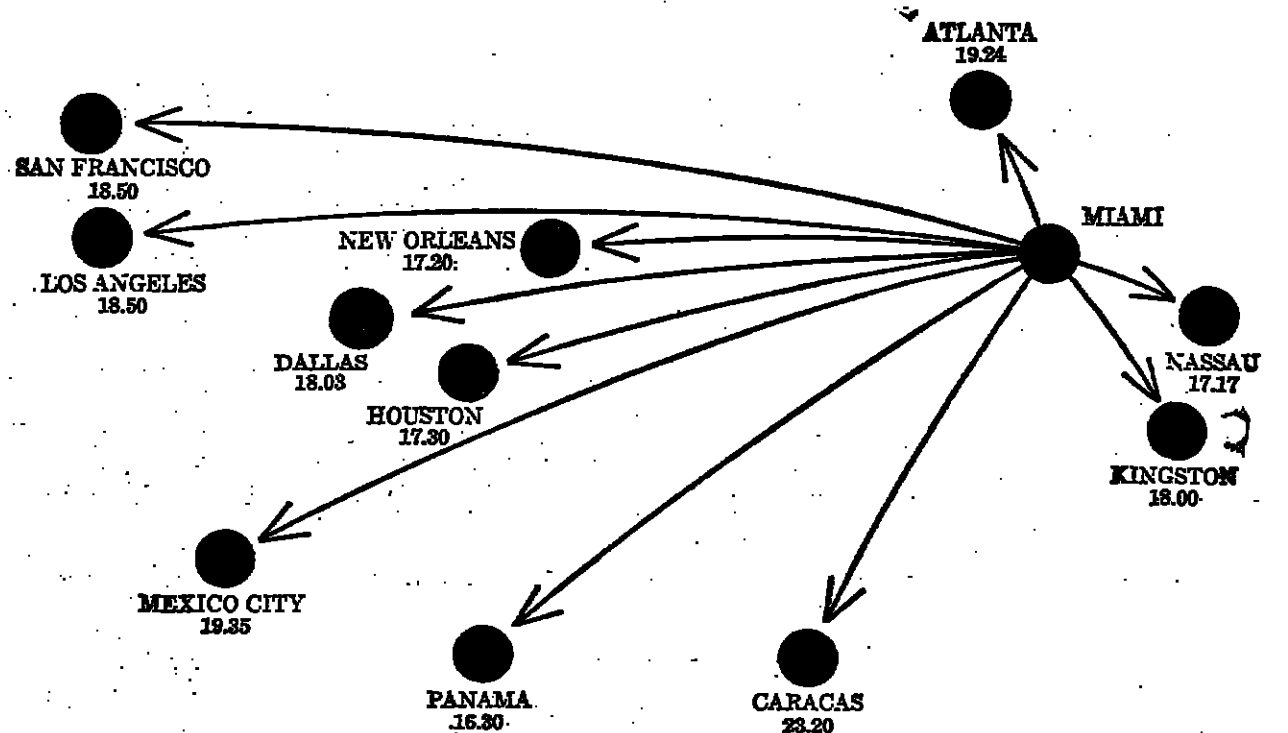 ATLANTA
19.24
SAN FRANCISCO
18.50
MIAMI
LOS ANGELES
18.50
NEW ORLEANS
17.20
DALLAS
18.03
NASSAU
17.17
HOUSTON
17.30
KINGSTON
18.00
MEXICO CITY
19.35
PANAMA
16.30
CARACAS
23.20